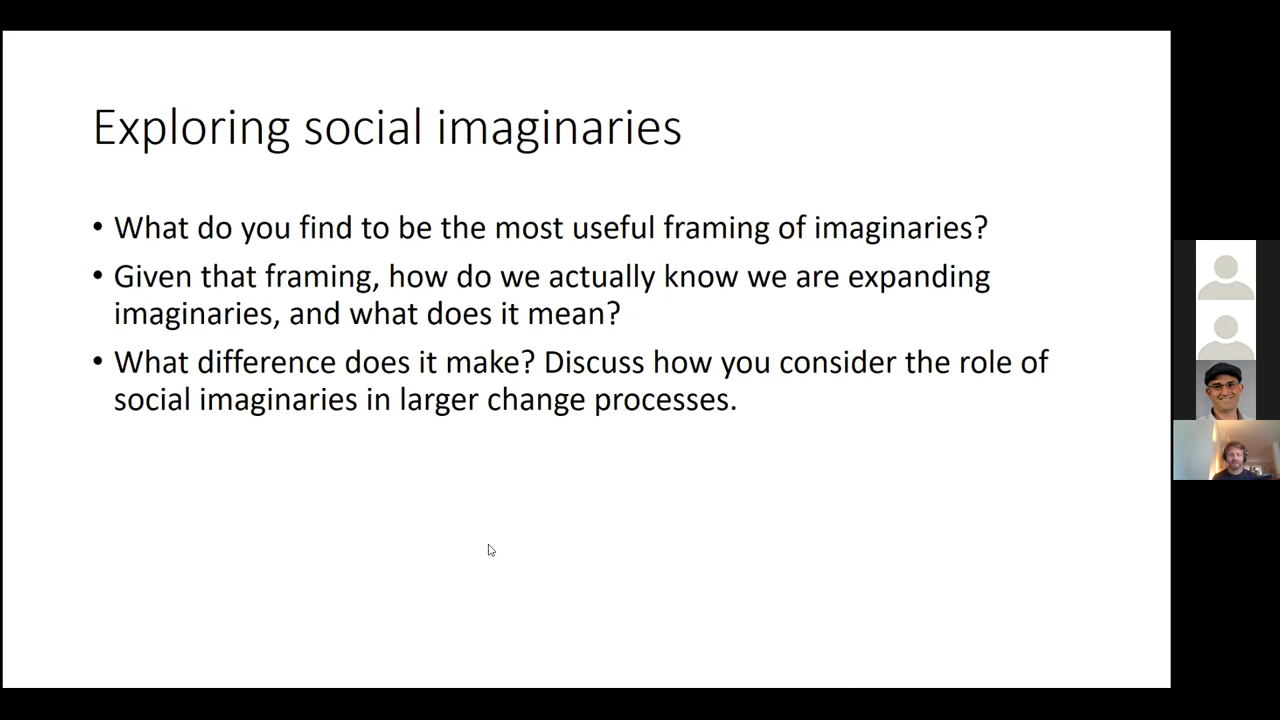 Exploring social imaginaries
• What do you find to be the most useful framing of imaginaries?
• Given that framing, how do we actually know we are expanding
imaginaries, and what does it mean?
• What difference does it make? Discuss how you consider the role of
social imaginaries in larger change processes.